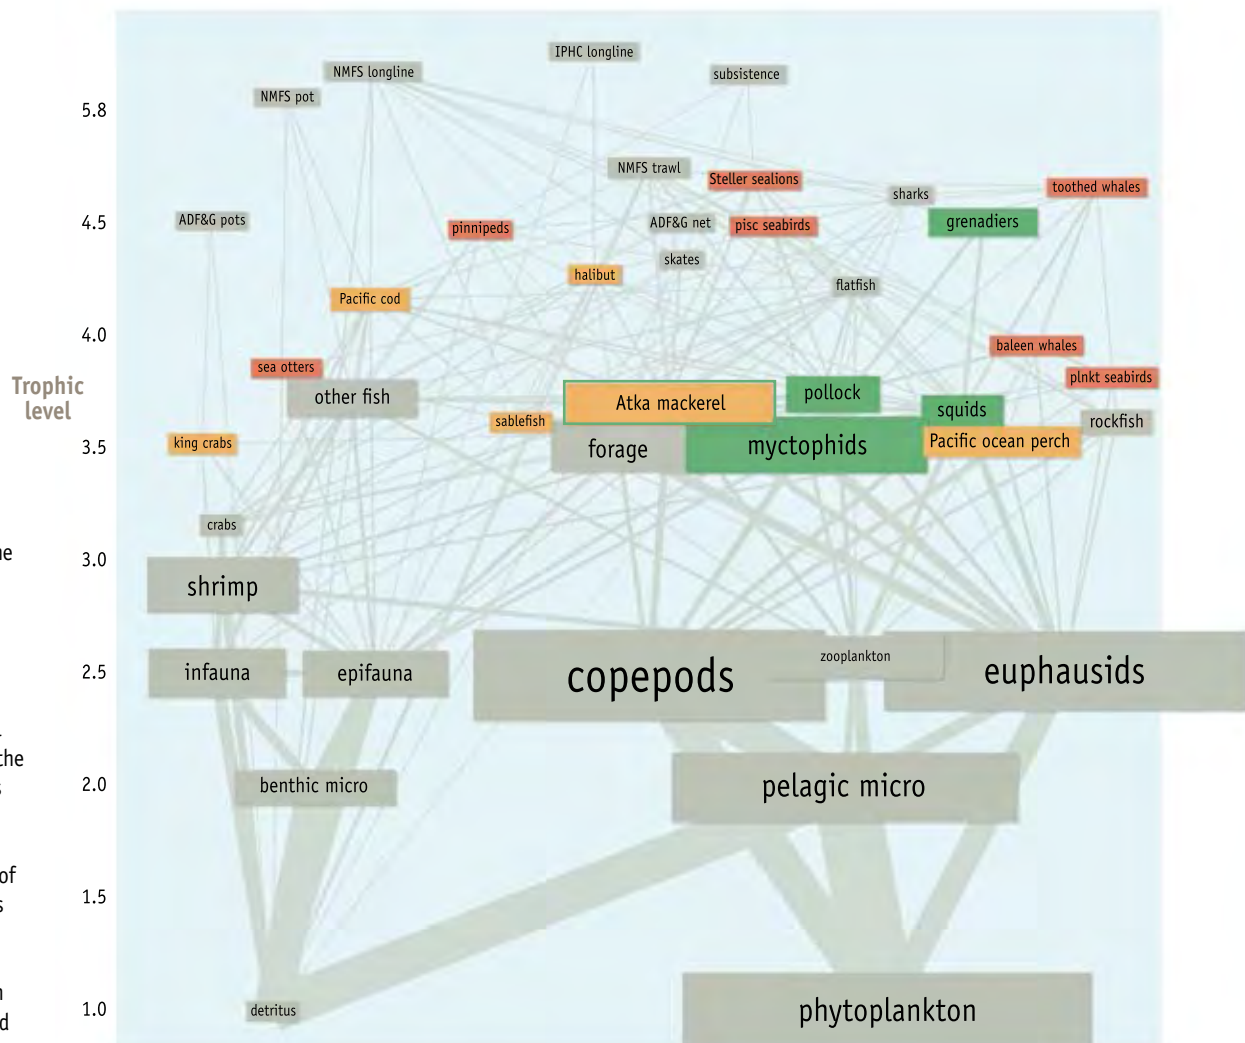 IPHC longline
NMFS longline
subsistence
NMFS pot
5.8
NMFS trawl
Steller sealions
sharks
toothed whales
ADF&G pots
4.5
pinnipeds
ADF&G net
pisc seabirds
grenadiers
skates
halibut
flatfish
Pacific cod
4.0
baleen whales
sea otters
plnkt seabirds
Trophic
level
other fish
Atka mackerel
pollock
squids
sablefish
rockfish
king crabs
3.5
forage
myctophids
Pacific ocean perch
crabs
3.0
shrimp
2.5
infauna
epifauna
copepods
zooplankton
euphausids
the
2.0
benthic micro
pelagic micro
of
1.5
1.0
detritus
phytoplankton